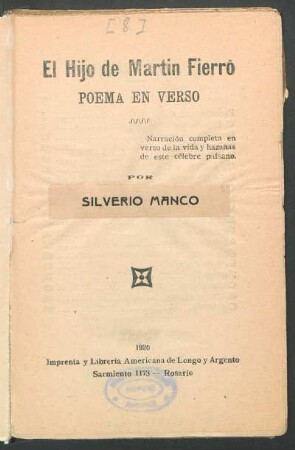 [8]
El Hijo de Martin Fierro
POEMA EN VERSO
Narración completa en
verso de la vida y hazañas
de este célebre paisano.
POR
SILVERIO MANCO
1920
Imprenta y Librería Americana de Longo y Argento
Sarmiento 1173 — Rosario